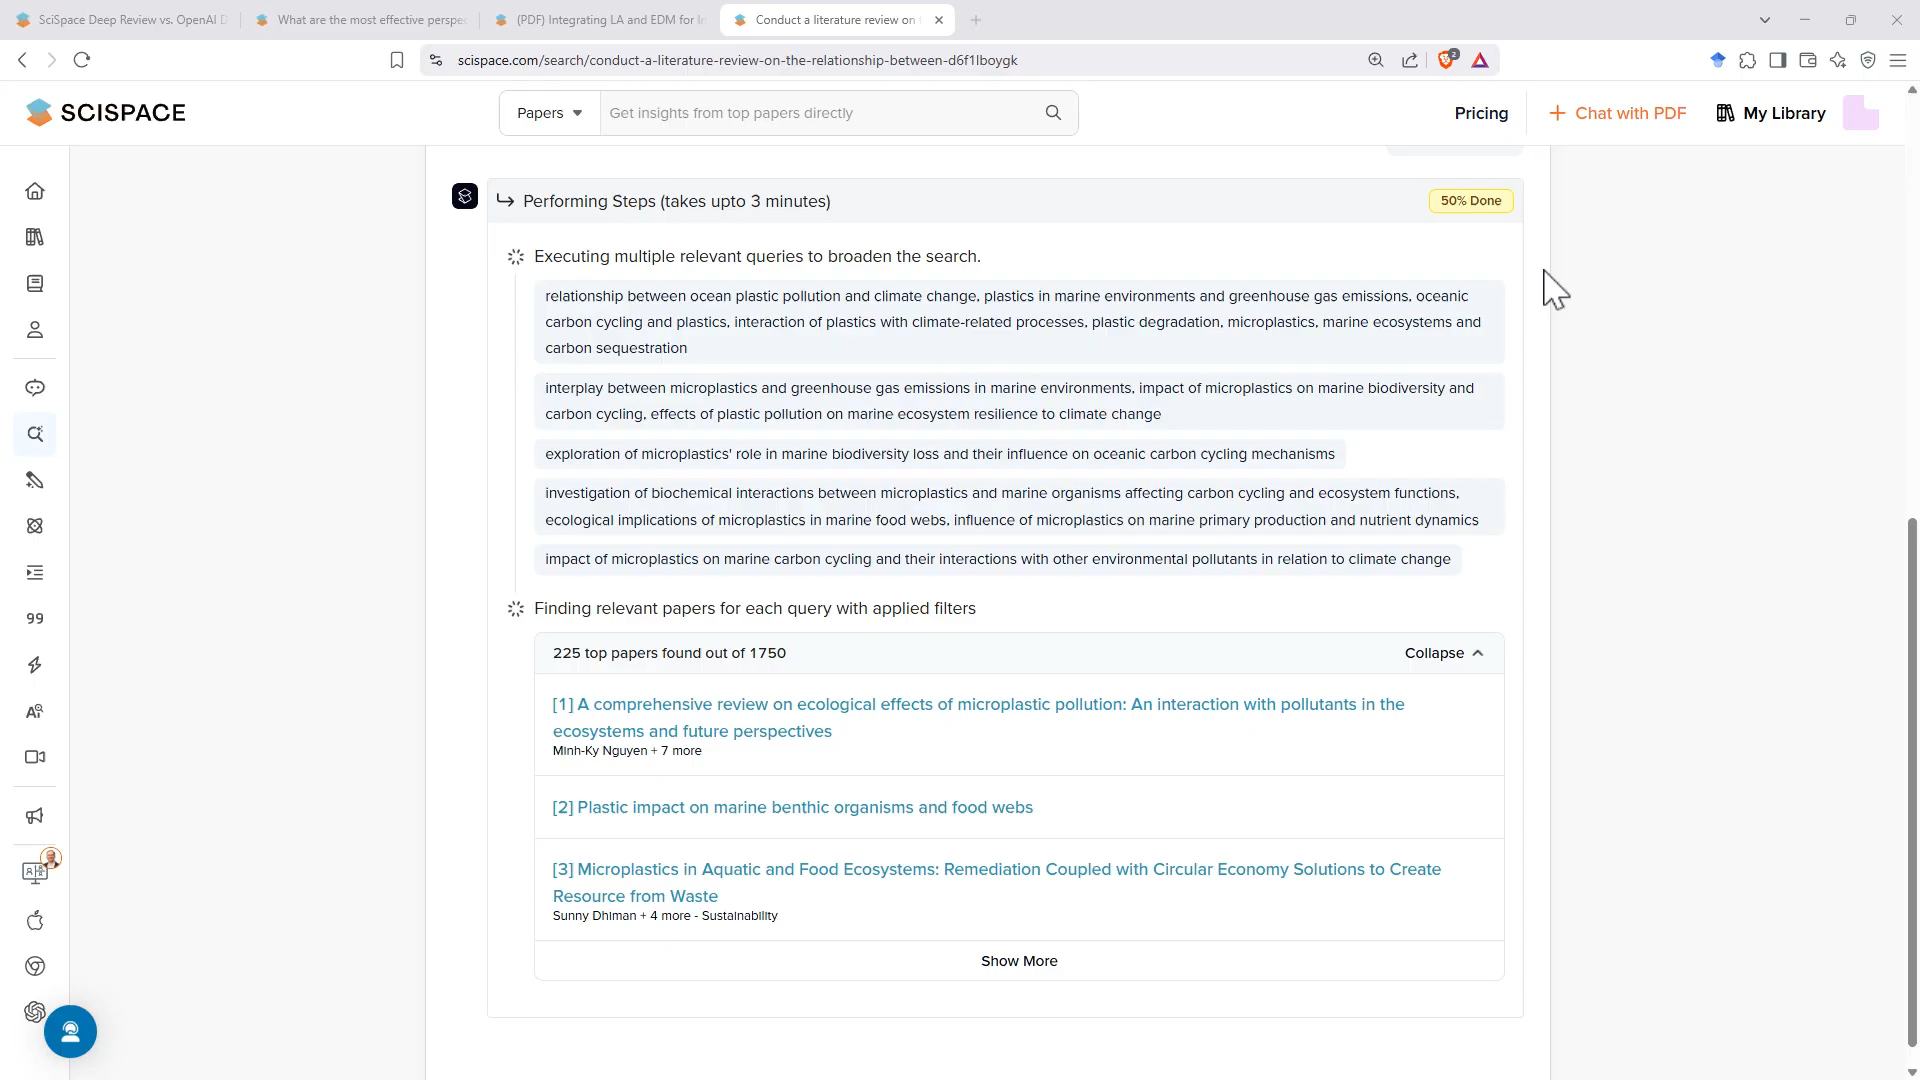 SciSpace Deep Review vs. OpenAI D
What are the most effective perspec
(PDF) Integrating LA and EDM for I
Conduct a literature review on
scispace.com/search/conduct-a-literature-review-on-the-relationship-between-d6f1lboygk
2
SCISPACE
Papers
Get insights from top papers directly
Pricing
Chat with PDF
My Library
Performing Steps (takes upto 3 minutes)
50% Done
Executing multiple relevant queries to broaden the search.
relationship between ocean plastic pollution and climate change, plastics in marine environments and greenhouse gas emissions, oceanic
carbon cycling and plastics, interaction of plastics with climate-related processes, plastic degradation, microplastics, marine ecosystems and
carbon sequestration
interplay between microplastics and greenhouse gas emissions in marine environments, impact of microplastics on marine biodiversity and
carbon cycling, effects of plastic pollution on marine ecosystem resilience to climate change
exploration of microplastics' role in marine biodiversity loss and their influence on oceanic carbon cycling mechanisms
investigation of biochemical interactions between microplastics and marine organisms affecting carbon cycling and ecosystem functions,
ecological implications of microplastics in marine food webs, influence of microplastics on marine primary production and nutrient dynamics
impact of microplastics on marine carbon cycling and their interactions with other environmental pollutants in relation to climate change
Finding relevant papers for each query with applied filters
225 top papers found out of 1750
Collapse
[1] A comprehensive review on ecological effects of microplastic pollution: An interaction with pollutants in the
ecosystems and future perspectives
Minh-Ky Nguyen + 7 more
[2] Plastic impact on marine benthic organisms and food webs
[3] Microplastics in Aquatic and Food Ecosystems: Remediation Coupled with Circular Economy Solutions to Create
Resource from Waste
Sunny Dhiman + 4 more - Sustainability
Show More